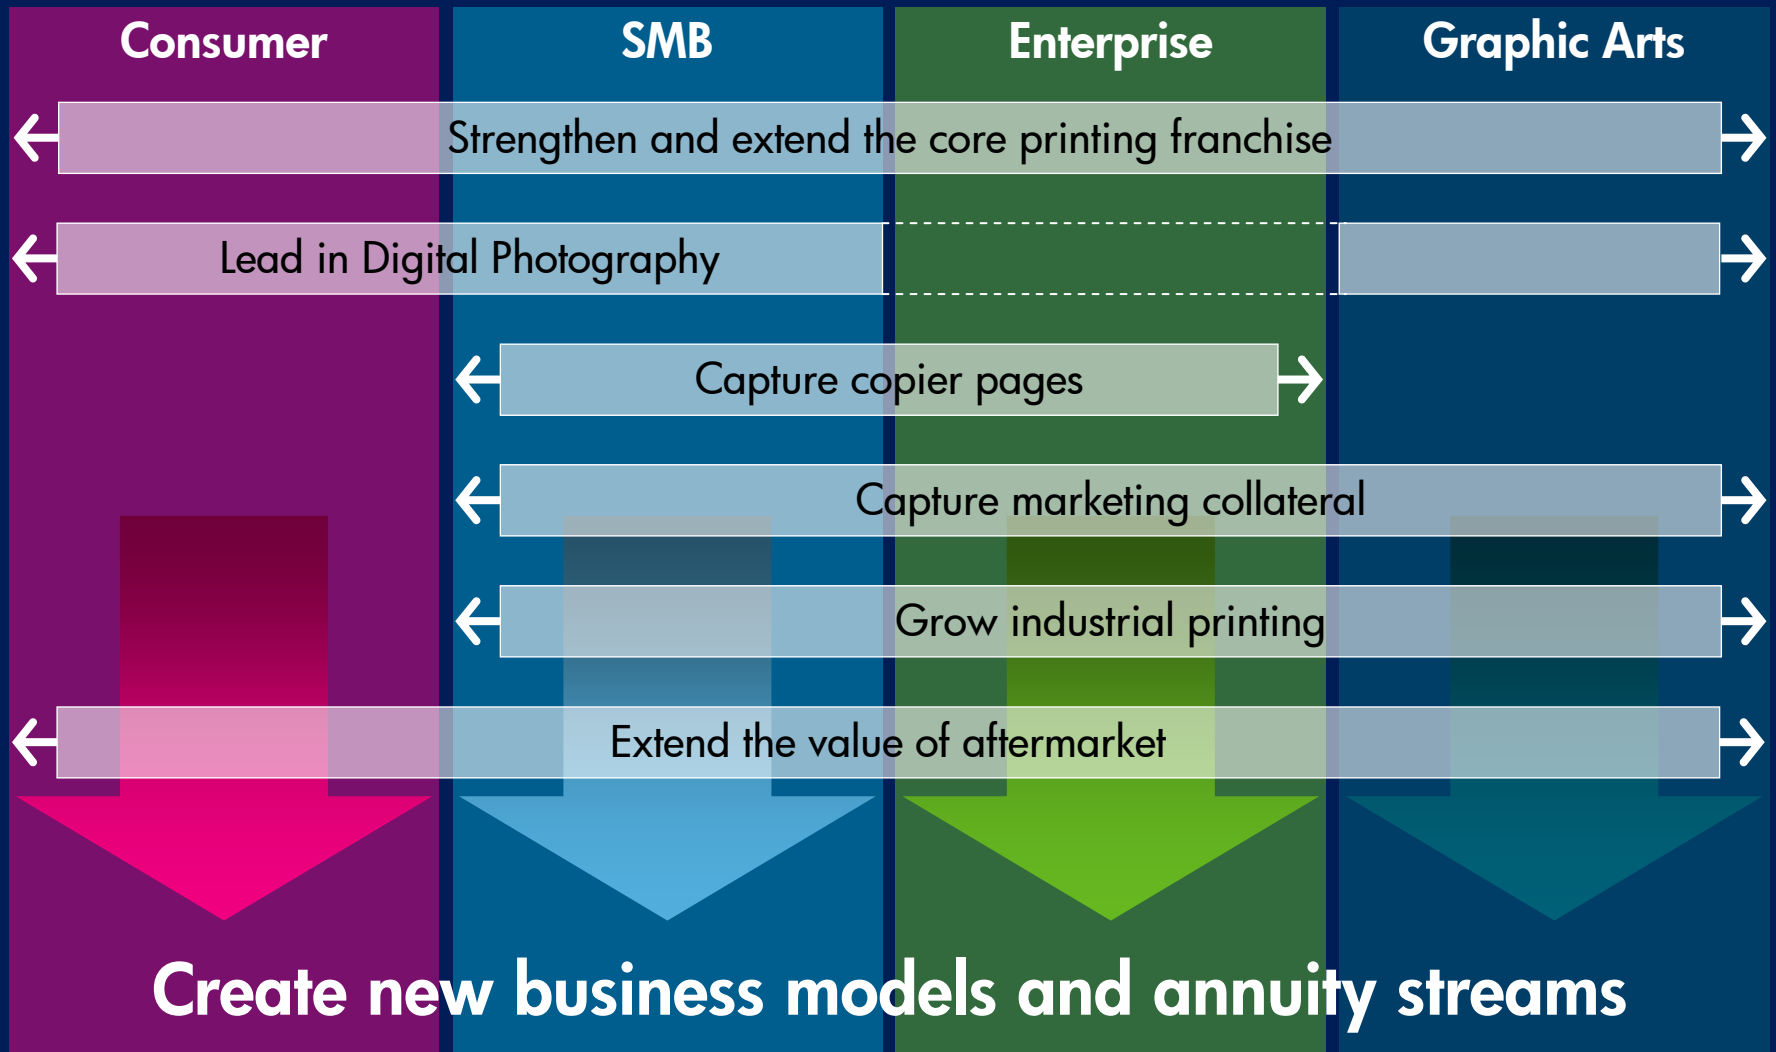 Consumer
SMB
Enterprise
Graphic Arts
Strengthen and extend the core printing franchise
Lead in Digital Photography
Capture copier pages
Capture marketing collateral
Grow industrial printing
Extend the value of aftermarket
Create new business models and annuity streams